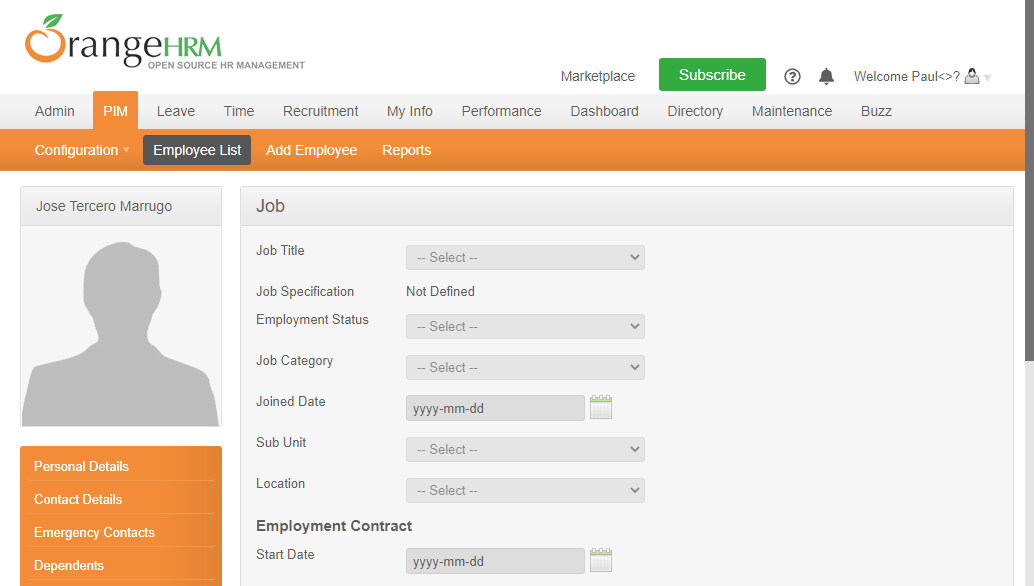 OrangeHRM
OPEN SOURCE HR MANAGEMENT
Marketplace
Subscribe
?
Welcome Paul<>?
Admin PIM Leave Time Recruitment My Info Performance Dashboard Directory Maintenance Buzz
Configuration Employee List Add Employee Reports
Jose Tercero Marrugo
Personal Details
Contact Details
Emergency Contacts
Dependents
Job
Job Title -- Select --
Job Specification Not Defined
Employment Status -- Select --
Job Category -- Select --
Joined Date yyyy-mm-dd
Sub Unit -- Select --
Location -- Select --
Employment Contract
Start Date yyyy-mm-dd